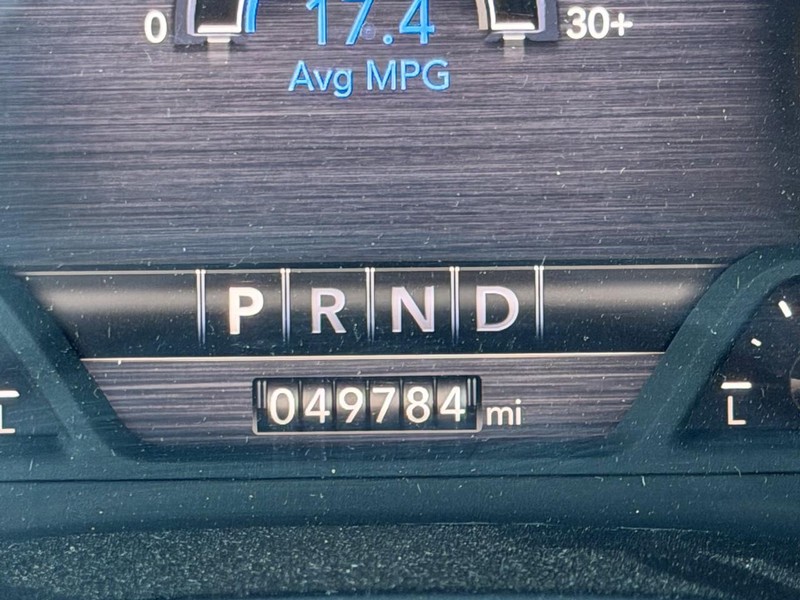 17.4
0 30+
Avg MPG
P R N D
L L
049784 mi